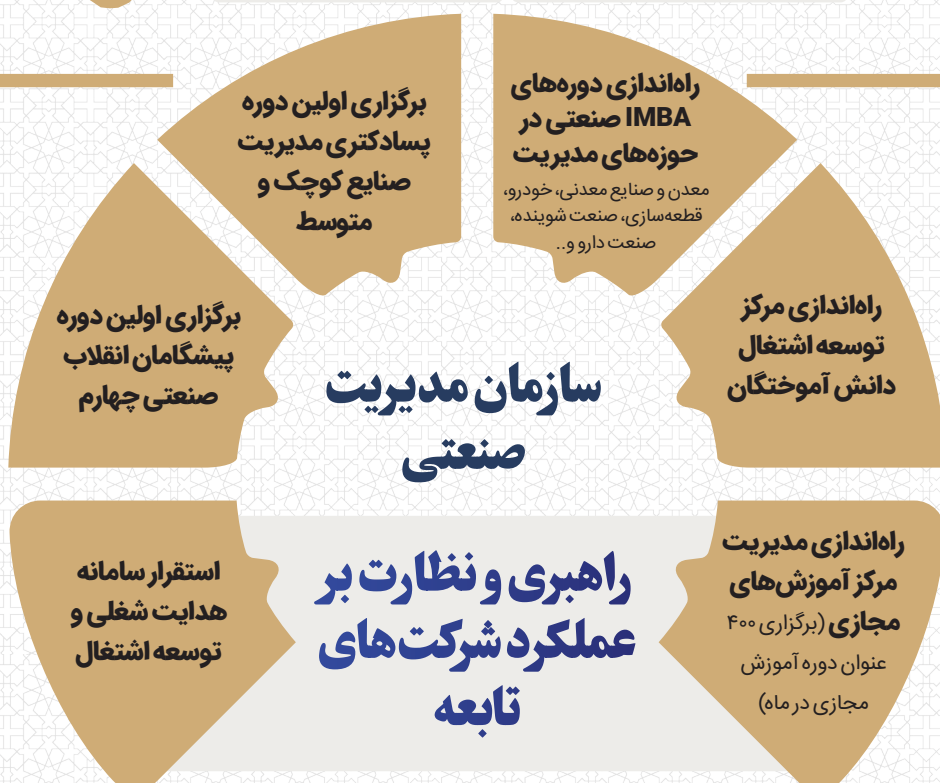 راه‌اندازی دوره‌های
IMBA صنعتی در
حوزه‌های مدیریت
معدن و صنایع معدنی، خودرو،
قطعه‌سازی، صنعت شوینده،
صنعت دارو و..
برگزاری اولین دوره
پسادکتری مدیریت
صنایع کوچک و
متوسط
راه‌اندازی مرکز
توسعه اشتغال
دانش آموختگان
برگزاری اولین دوره
پیشگامان انقلاب
صنعتی چهارم
سازمان مدیریت
صنعتی
راهبری و نظارت بر
عملکرد شرکت‌های
تابعه
راه‌اندازی مدیریت
مرکز آموزش‌های
مجازی (برگزاری ۴۰۰
عنوان دوره آموزش
مجازی در ماه)
استقرار سامانه
هدایت شغلی و
توسعه اشتغال